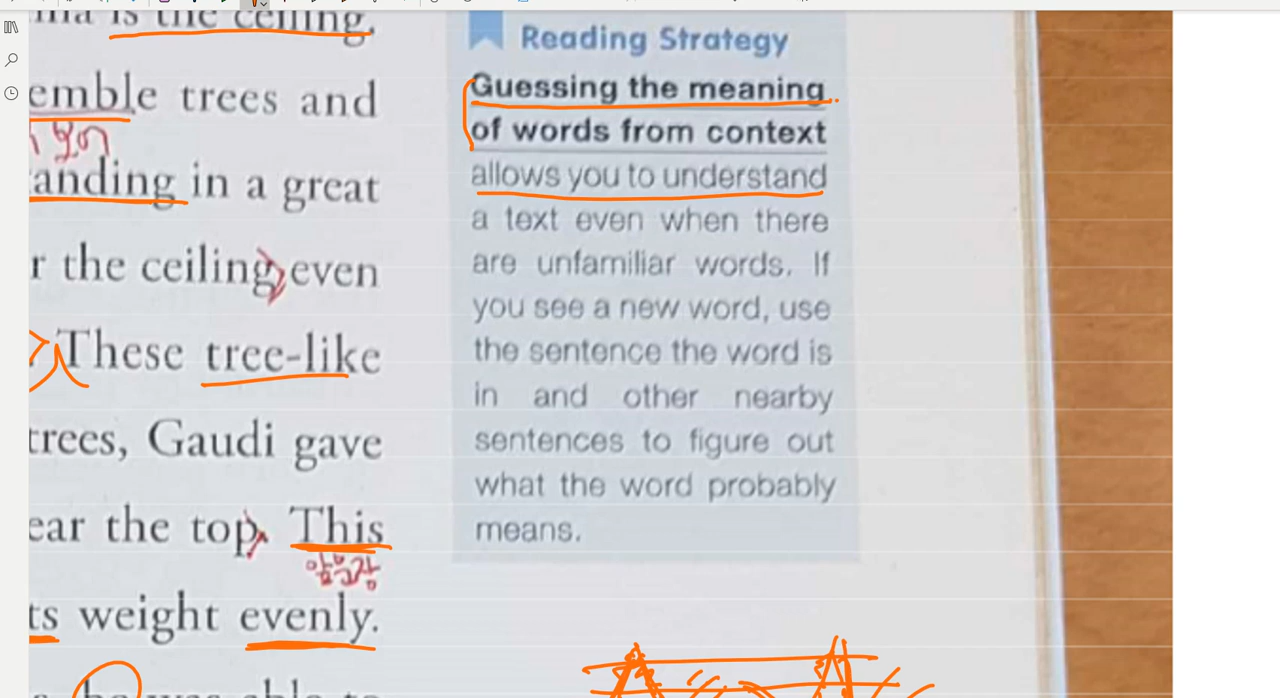 is the ceiling.
emble trees and
anding in a great
r the ceiling, even
These tree-like
trees, Gaudi gave
ear the top. This
ts weight evenly.
Reading Strategy
Guessing the meaning
of words from context
allows you to understand
a text even when there
are unfamiliar words. If
you see a new word, use
the sentence the word is
in and other nearby
sentences to figure out
what the word probably
means.